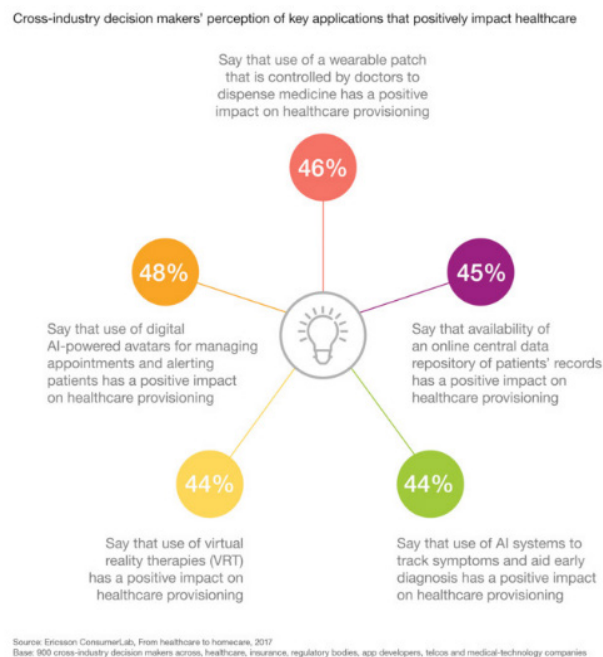 Cross-industry decision makers' perception of key applications that positively impact healthcare
Say that use of a wearable patch
that is controlled by doctors to
dispense medicine has a positive
impact on healthcare provisioning
46%
48%
Say that use of digital
AI-powered avatars for managing
appointments and alerting
patients has a positive impact
on healthcare provisioning
45%
Say that availability of
an online central data
repository of patients' records
has a positive impact on
healthcare provisioning
44%
Say that use of virtual
reality therapies (VRT)
has a positive impact on
healthcare provisioning
44%
Say that use of AI systems to
track symptoms and aid early
diagnosis has a positive impact
on healthcare provisioning
Source: Ericsson ConsumerLab, From healthcare to homecare, 2017
Base: 900 cross-industry decision makers across, healthcare, insurance, regulatory bodies, app developers, telcos and medical-technology companies